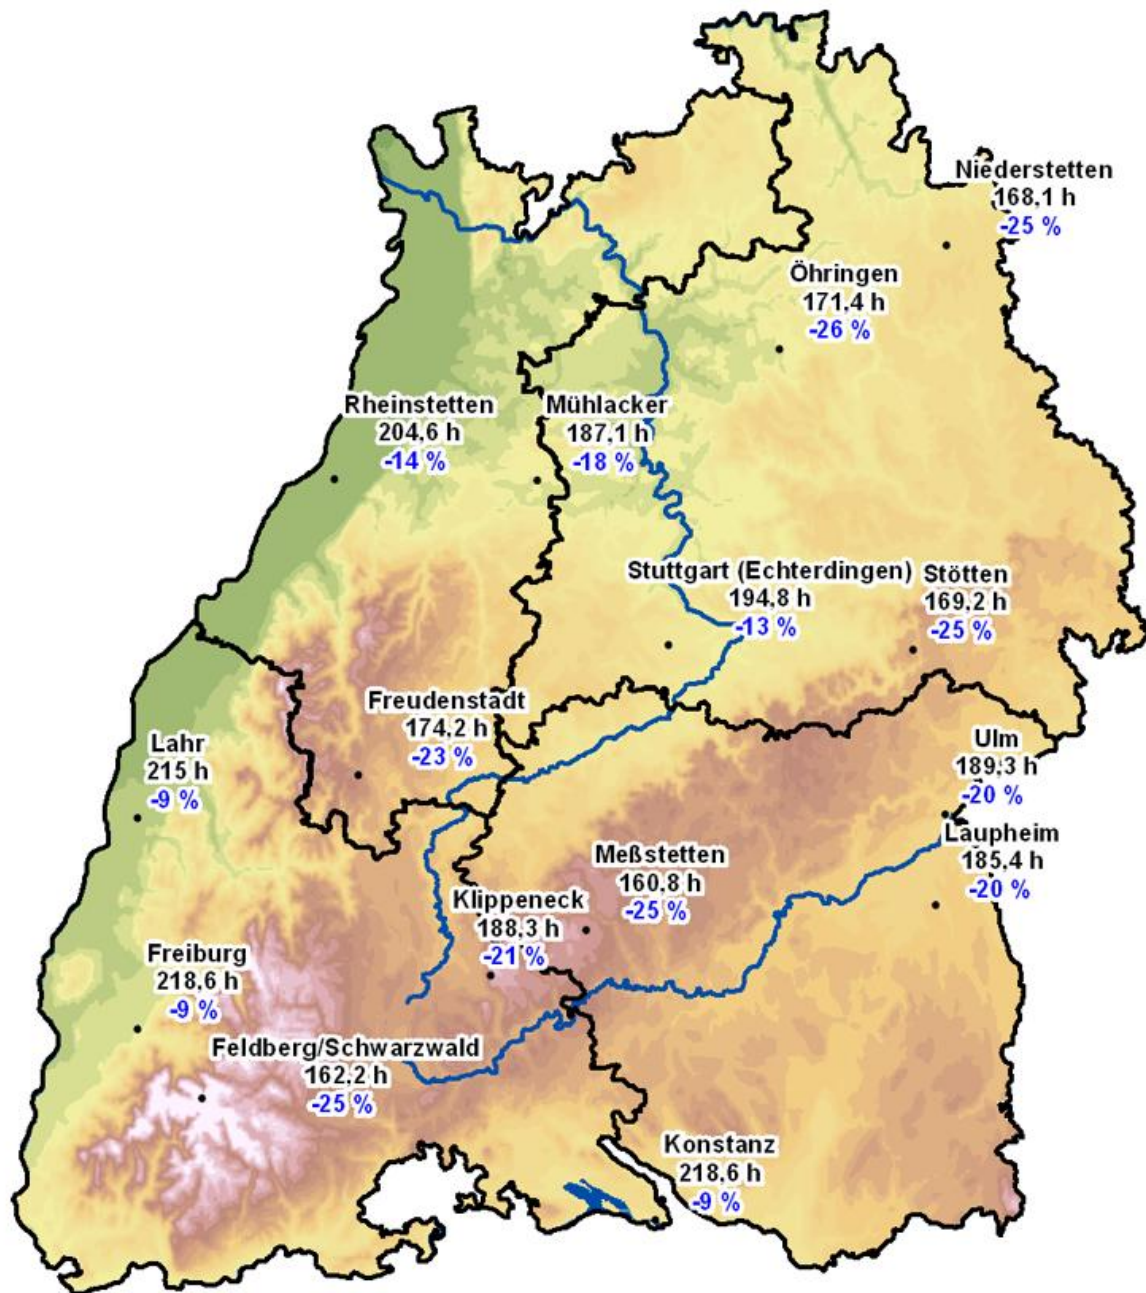 Niederstetten
168,1 h
-25 %
Öhringen
171,4 h
-26 %
Rheinstetten
204,6 h
-14 %
Mühlacker
187,1 h
-18 %
Stuttgart (Echterdingen)
194,8 h
-13 %
Stötten
169,2 h
-25 %
Freudenstadt
174,2 h
-23 %
Lahr
215 h
-9 %
Ulm
189,3 h
-20 %
Laupheim
185,4 h
-20 %
Meßstetten
160,8 h
-25 %
Klippeneck
188,3 h
-21 %
Freiburg
218,6 h
-9 %
Feldberg/Schwarzwald
162,2 h
-25 %
Konstanz
218,6 h
-9 %